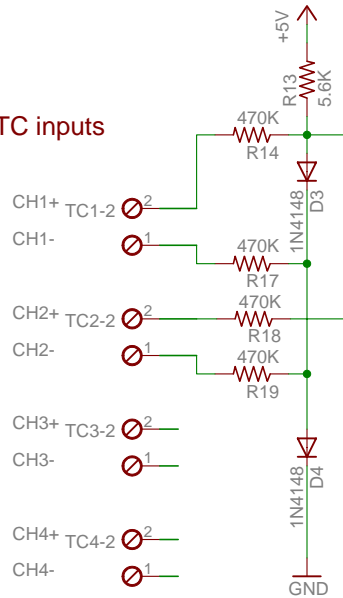 +5V
R13
5.6K
TC inputs
470K
R14
CH1+ TC1-2 2
1N4148
D3
CH1- 1
470K
R17
470K
CH2+ TC2-2 2
R18
CH2- 1
470K
R19
CH3+ TC3-2 2
CH3- 1
1N4148
D4
CH4+ TC4-2 2
CH4- 1
GND